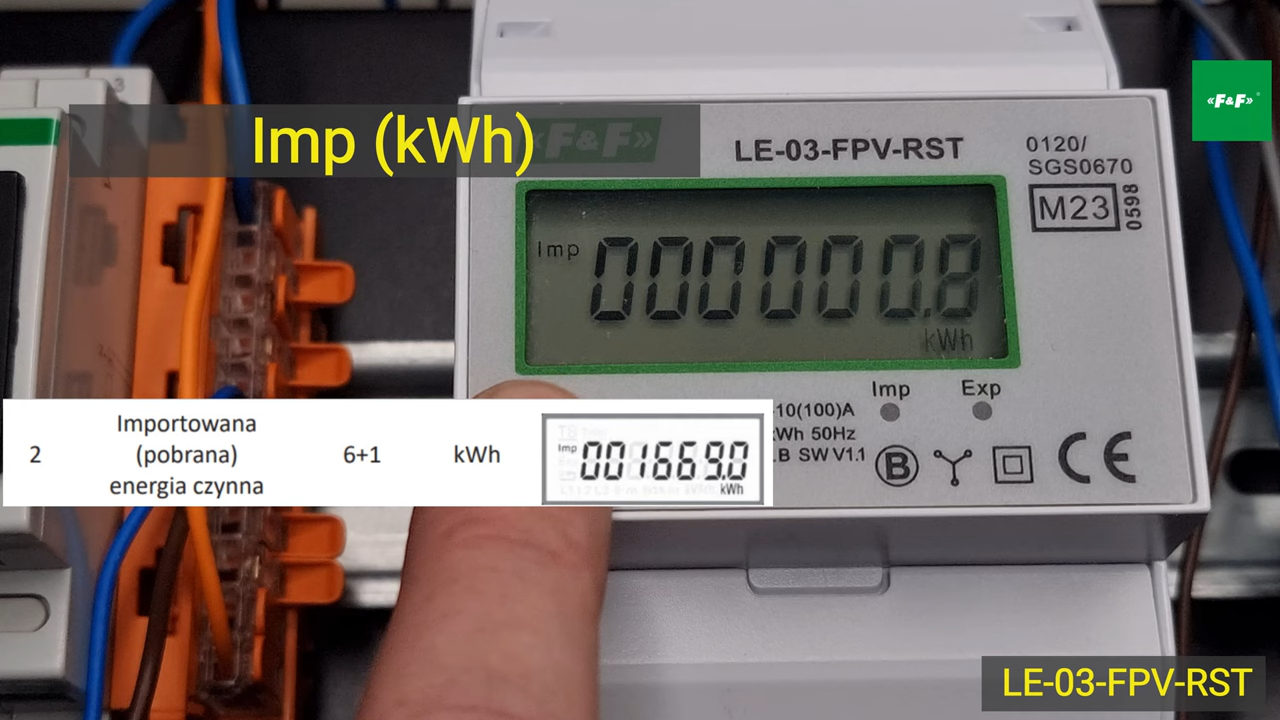 3
Imp (kWh)
«F&F»
«F&F»
LE-03-FPV-RST
0120/
SGS0670
M23
0598
Imp
000000.8
kWh
Imp
Exp
10(100)A
kWh 50Hz
.B SW V1.1
B
CE
2
Importowana
(pobrana)
energia czynna
6+1
kWh
Imp
001669.0
kWh
LE-03-FPV-RST